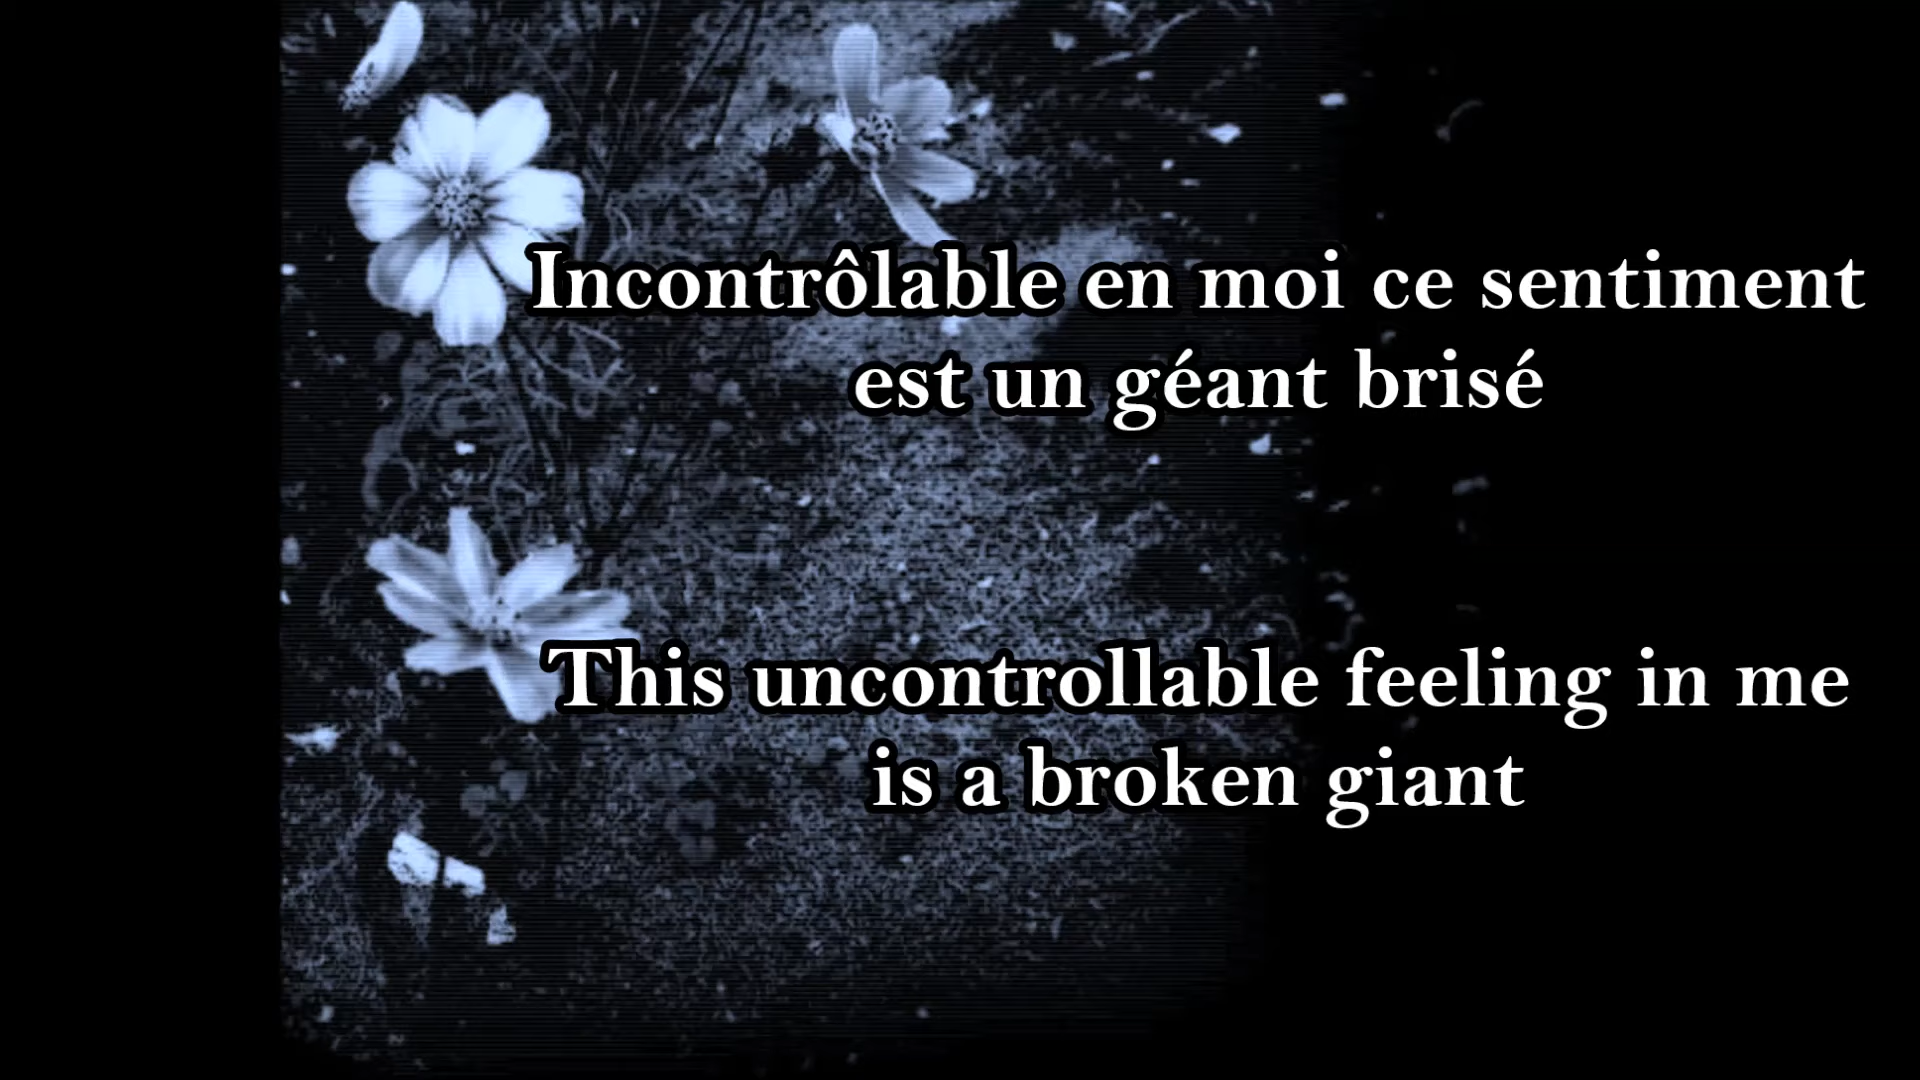 Incontrôlable en moi ce sentiment
est un géant brisé
This uncontrollable feeling in me
is a broken giant